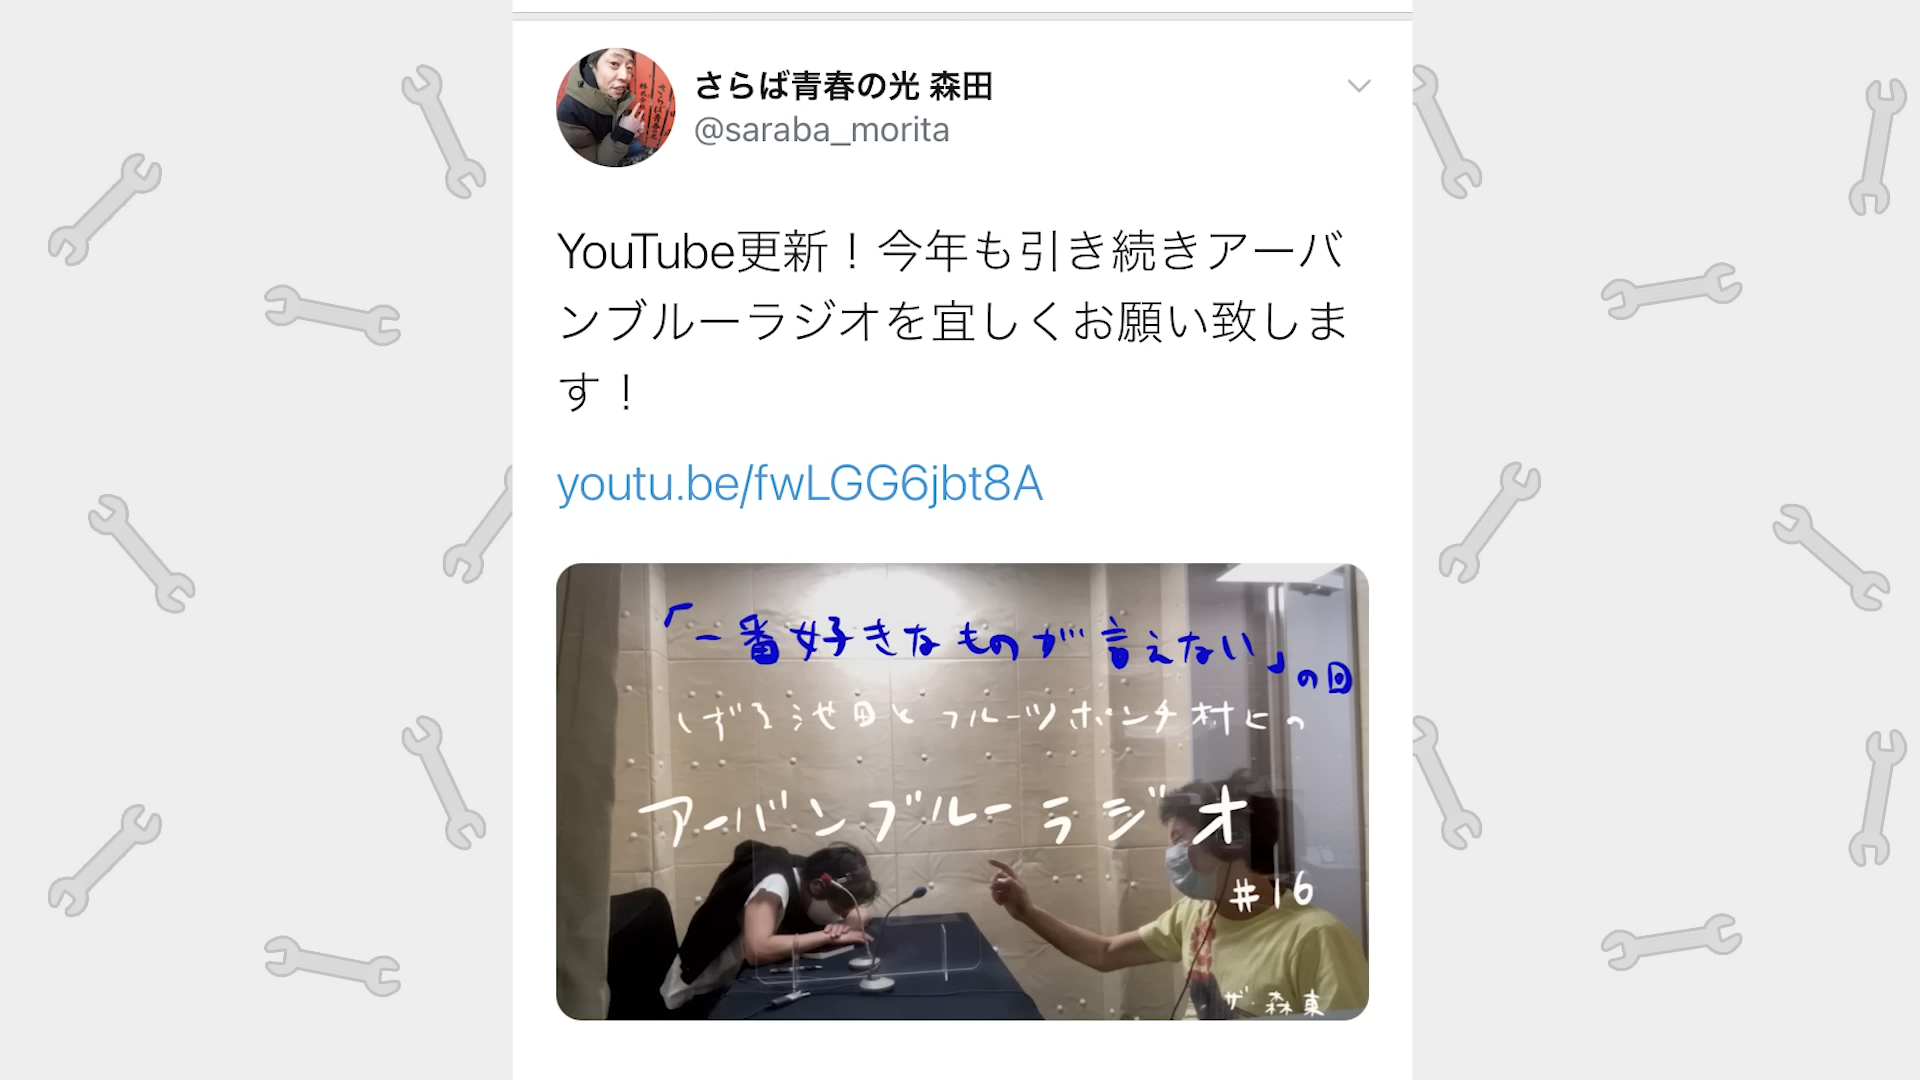 さらば青春の光 森田
@saraba_morita
YouTube更新！今年も引き続きアーバ
ンブルーラジオを宜しくお願い致しま
す！
youtu.be/fwLGG6jbt8A
「一番好きなものが言えない」の回
しずる池田とフルーツポンチ村上の
アーバンブルーラジオ
#16
ザ・森東